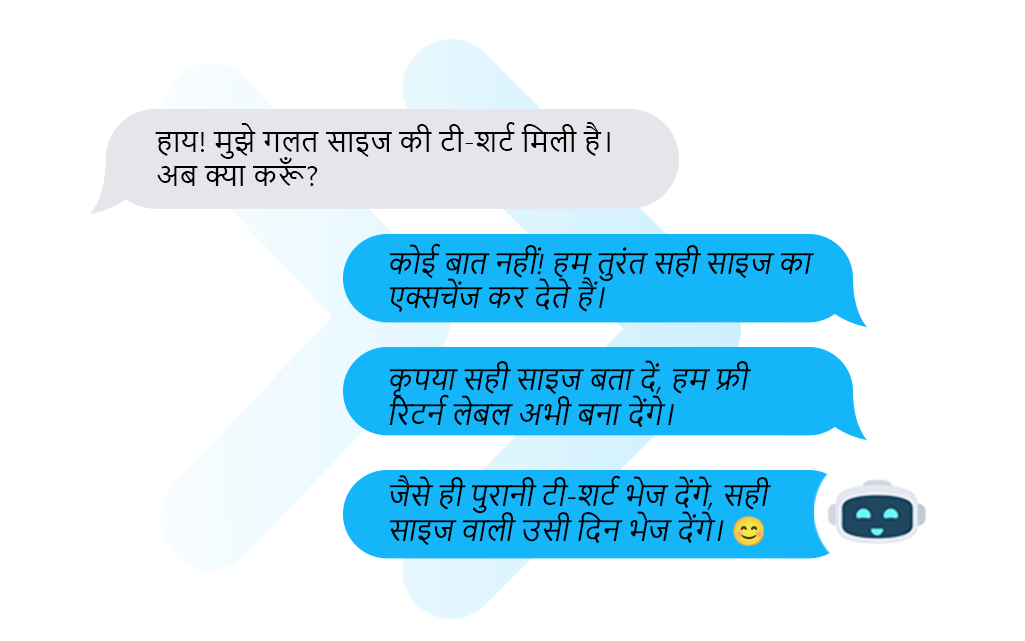 हाय! मुझे गलत साइज की टी-शर्ट मिली है।
अब क्या करूँ?
कोई बात नहीं! हम तुरंत सही साइज का
एक्सचेंज कर देते हैं।
कृपया सही साइज बता दें, हम फ्री
रिटर्न लेबल अभी बना देंगे।
जैसे ही पुरानी टी-शर्ट भेज देंगे, सही
साइज वाली उसी दिन भेज देंगे। 😊